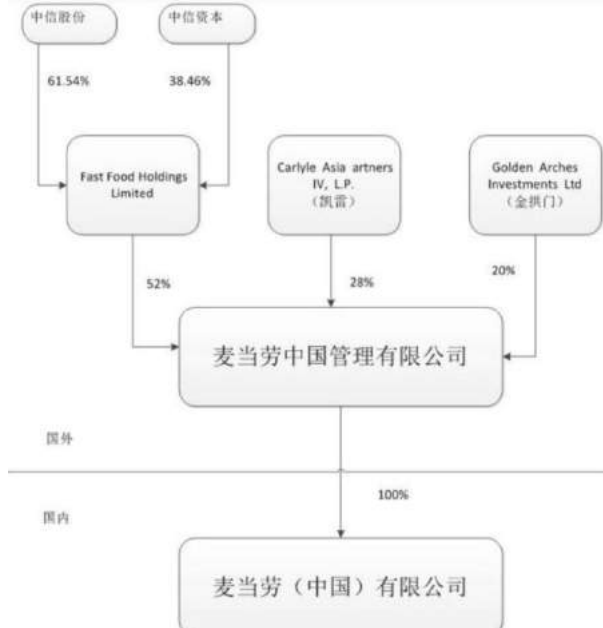 中信股份
中信资本
61.54%
38.46%
Fast Food Holdings
Limited
Carlyle Asia artners
IV, L.P.
（凯雷）
Golden Arches
Investments Ltd
（金拱门）
52%
28%
20%
麦当劳中国管理有限公司
国外
国内
100%
麦当劳（中国）有限公司